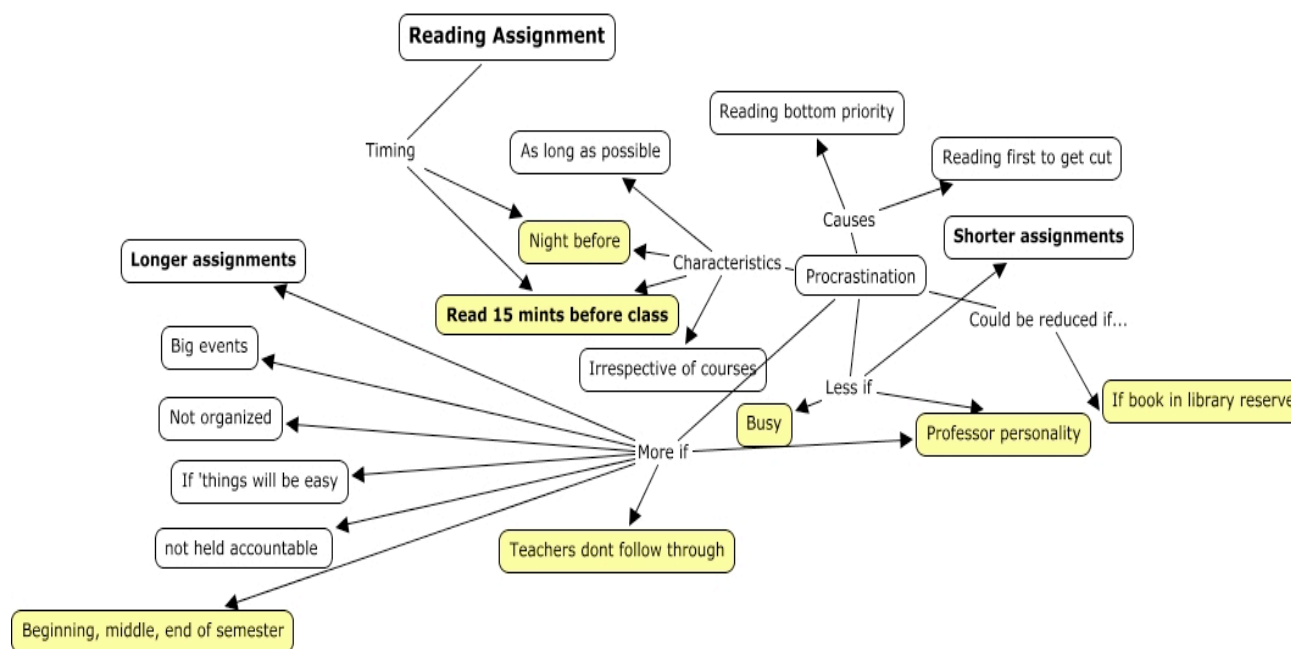 Reading Assignment
Reading bottom priority
Timing
As long as possible
Reading first to get cut
Causes
Night before
Shorter assignments
Longer assignments
Characteristics
Procrastination
Read 15 mints before class
Could be reduced if...
Big events
Irrespective of courses
Less if
If book in library reserve
Not organized
Busy
Professor personality
More if
If 'things will be easy
not held accountable
Teachers dont follow through
Beginning, middle, end of semester